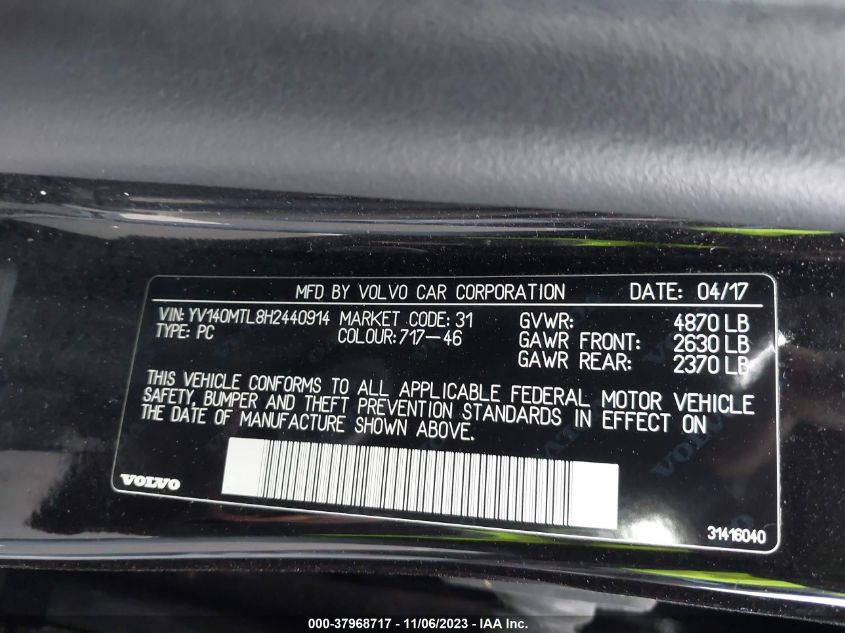 MFD BY VOLVO CAR CORPORATION DATE: 04/17
VIN: YV140MTL8H2440914 MARKET CODE: 31 GVWR: 4870 LB
TYPE: PC COLOUR: 717-46 GAWR FRONT: 2630 LB
GAWR REAR: 2370 LB
THIS VEHICLE CONFORMS TO ALL APPLICABLE FEDERAL MOTOR VEHICLE
SAFETY, BUMPER AND THEFT PREVENTION STANDARDS IN EFFECT ON
THE DATE OF MANUFACTURE SHOWN ABOVE.
VOLVO
31416040
000-37968717 - 11/06/2023 - IAA Inc.